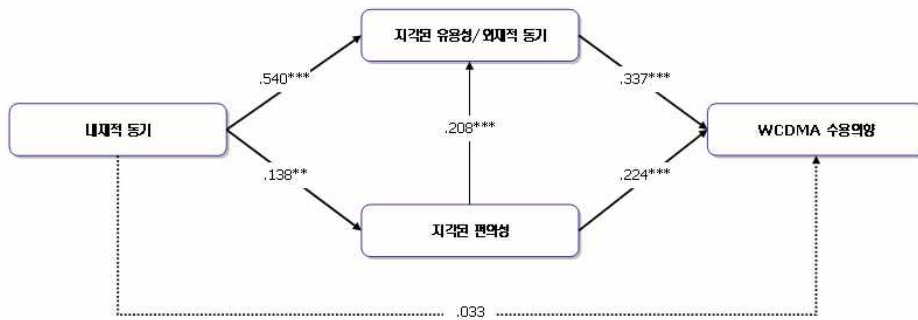 지각된 유용성/외재적 동기
.540***
.337***
내재적 동기
.208***
WCDMA 수용의향
.138**
.224***
지각된 편의성
.033